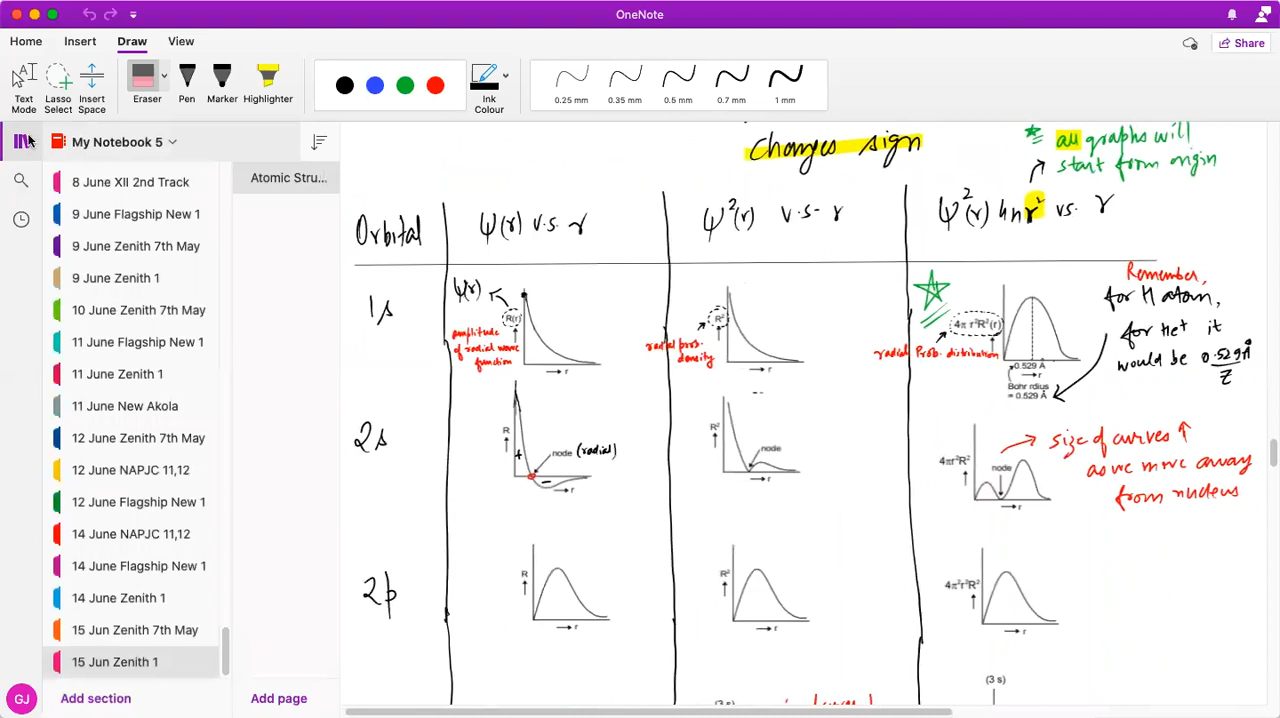 OneNote
Home
Insert
Draw
View
Share
Text Mode
Lasso Select
Insert Space
Eraser
Pen
Marker
Highlighter
Ink Colour
0.25 mm
0.35 mm
0.5 mm
0.7 mm
1 mm
My Notebook 5
8 June XII 2nd Track
9 June Flagship New 1
9 June Zenith 7th May
9 June Zenith 1
10 June Zenith 7th May
11 June Flagship New 1
11 June Zenith 1
11 June New Akola
12 June Zenith 7th May
12 June NAPJC 11,12
12 June Flagship New 1
14 June NAPJC 11,12
14 June Flagship New 1
14 June Zenith 1
15 Jun Zenith 7th May
15 Jun Zenith 1
GJ
Add section
Atomic Stru...
Add page
changes sign
all graphs will
start from origin
Orbital
ψ(r) v.s. r
ψ²(r) v.s. r
ψ²(r) 4π r² vs. r
1s
ψ(r)
R(r)
amplitude
of radial wave
function
→ r
R²
radial prob.
density
→ r
4π r²R²(r)
radial Prob. distribution
0.529 Å
→ r
Bohr rdius
= 0.529 Å
Remember,
for H atom,
for He+ it
would be 0.529Å
Z
2s
R
+
node (radial)
−
→ r
R²
node
→ r
4πr²R²
node
→ r
size of curves ↑
as we move away
from nucleus
2p
R
→ r
R²
→ r
4π²r²R²
→ r
(3 s)